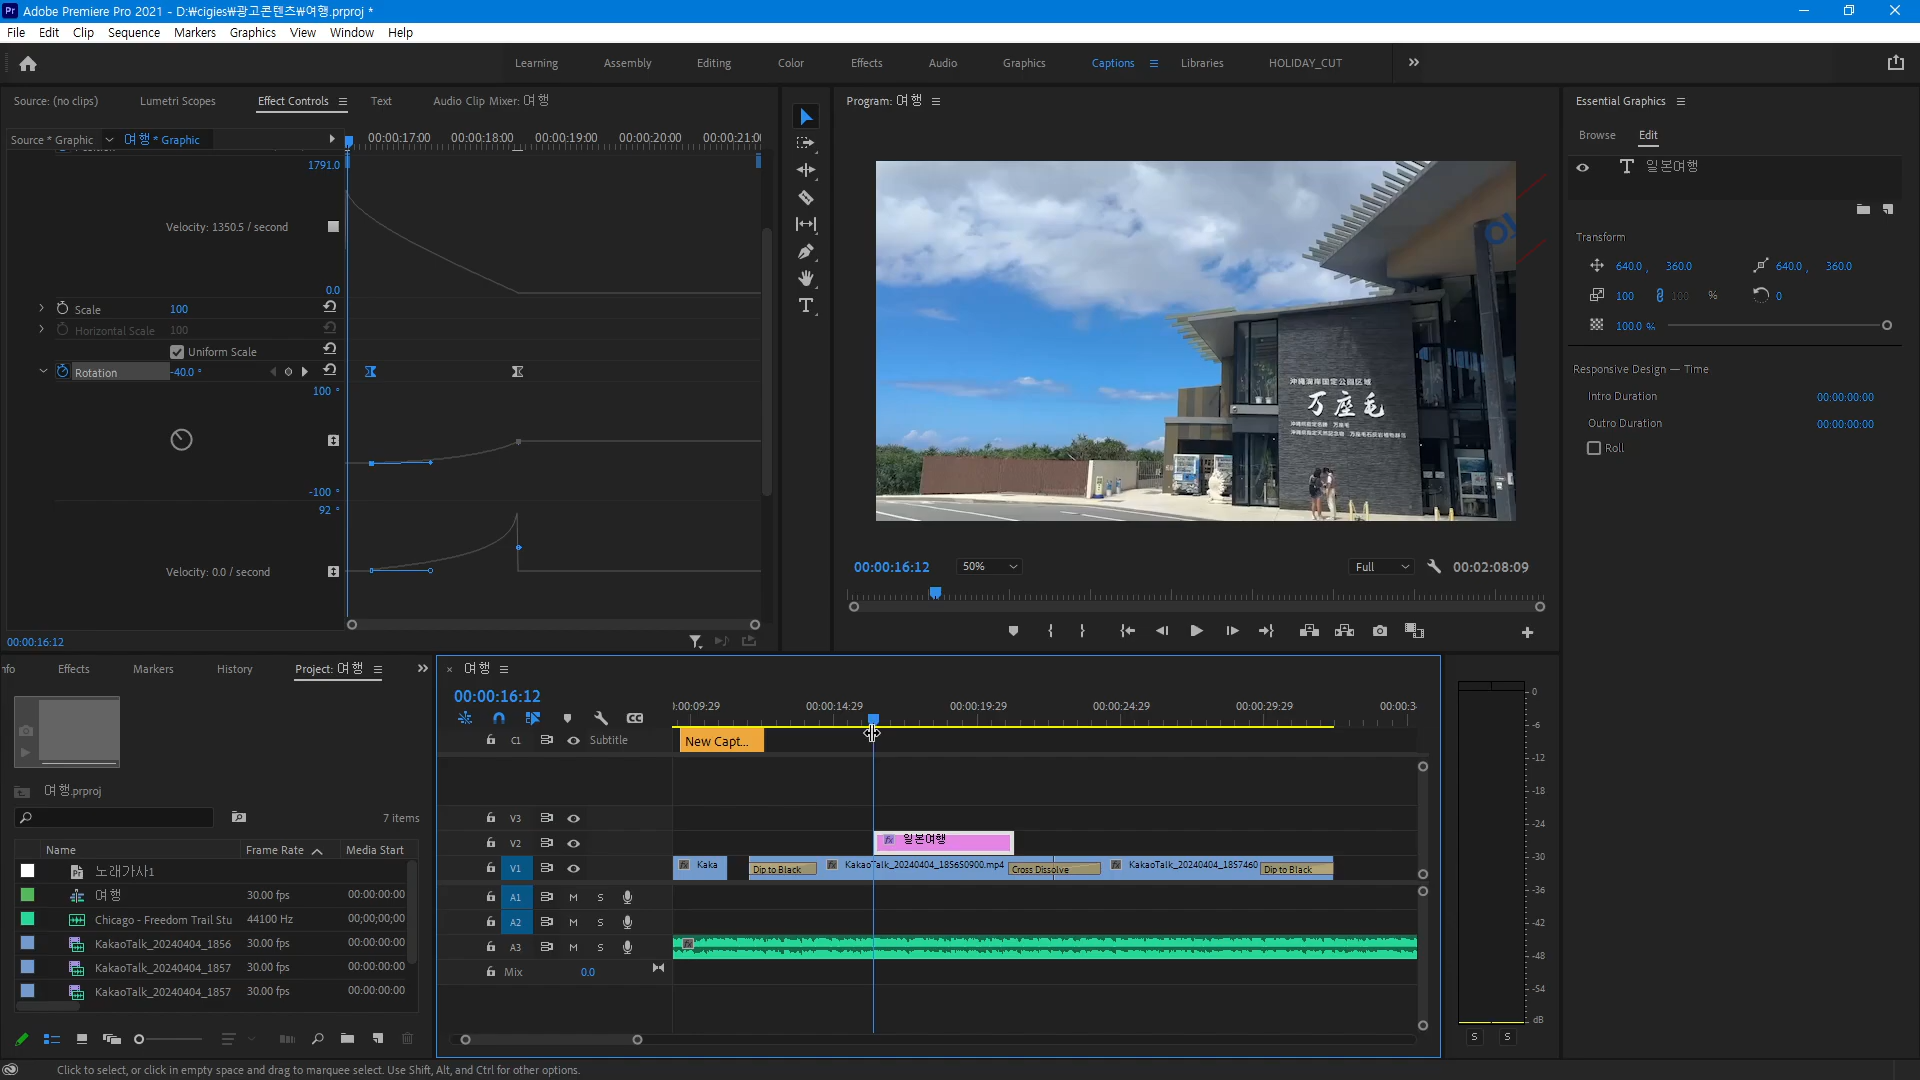 Adobe Premiere Pro 2021 - D:₩cigies₩광고콘텐츠₩여행.prproj *
File Edit Clip Sequence Markers Graphics View Window Help
Learning Assembly Editing Color Effects Audio Graphics Captions Libraries HOLIDAY_CUT
Source: (no clips) Lumetri Scopes Effect Controls Text Audio Clip Mixer: 여행
Program: 여행
Essential Graphics
Browse Edit
Source * Graphic 여행 * Graphic
00:00:17:00 00:00:18:00 00:00:19:00 00:00:20:00 00:00:21:0
1791.0
Velocity: 1350.5 / second
0.0
Scale 100
Horizontal Scale 100
Uniform Scale
Rotation -40.0 °
100 °
-100 °
92 °
Velocity: 0.0 / second
00:00:16:12
万座毛
00:00:16:12 50% Full 00:02:08:09
일본여행
Transform
640.0 , 360.0 640.0 , 360.0
100 100 % 0
100.0 %
Responsive Design — Time
Intro Duration 00:00:00:00
Outro Duration 00:00:00:00
Roll
nfo Effects Markers History Project: 여행
여행.prproj
7 items
Name Frame Rate Media Start
노래가사1
여행 30.00 fps 00:00:00:00
Chicago - Freedom Trail Stu 44100 Hz 00;00;00;00
KakaoTalk_20240404_1856 30.00 fps 00:00:00:00
KakaoTalk_20240404_1857 30.00 fps 00:00:00:00
KakaoTalk_20240404_1857 30.00 fps 00:00:00:00
여행
00:00:16:12
):00:09:29 00:00:14:29 00:00:19:29 00:00:24:29 00:00:29:29 00:00:3
C1 Subtitle New Capt...
V3
V2 일본여행
V1 Kaka Dip to Black KakaoTalk_20240404_185650900.mp4 Cross Dissolve KakaoTalk_20240404_1857460 Dip to Black
A1 M S
A2 M S
A3 M S
Mix 0.0
0
-6
-12
-18
-24
-30
-36
-42
-48
-54
dB
S S
Click to select, or click in empty space and drag to marquee select. Use Shift, Alt, and Ctrl for other options.